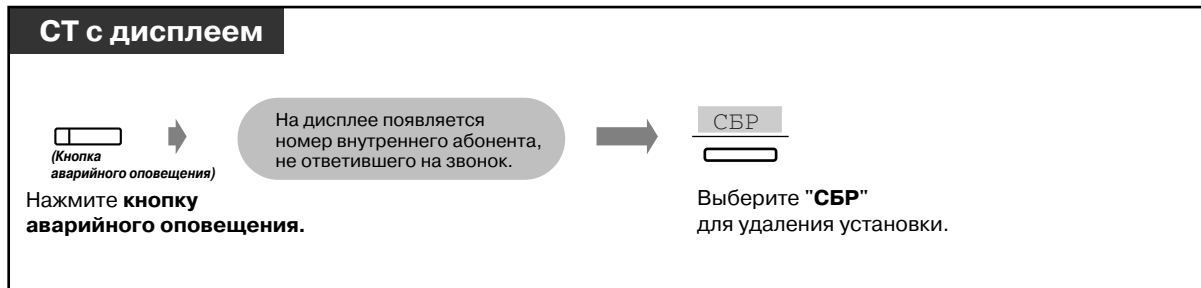 СТ с дисплеем
На дисплее появляется
номер внутреннего абонента,
не ответившего на звонок.
СБР
(Кнопка
аварийного оповещения)
Нажмите кнопку
аварийного оповещения.
Выберите "СБР"
для удаления установки.